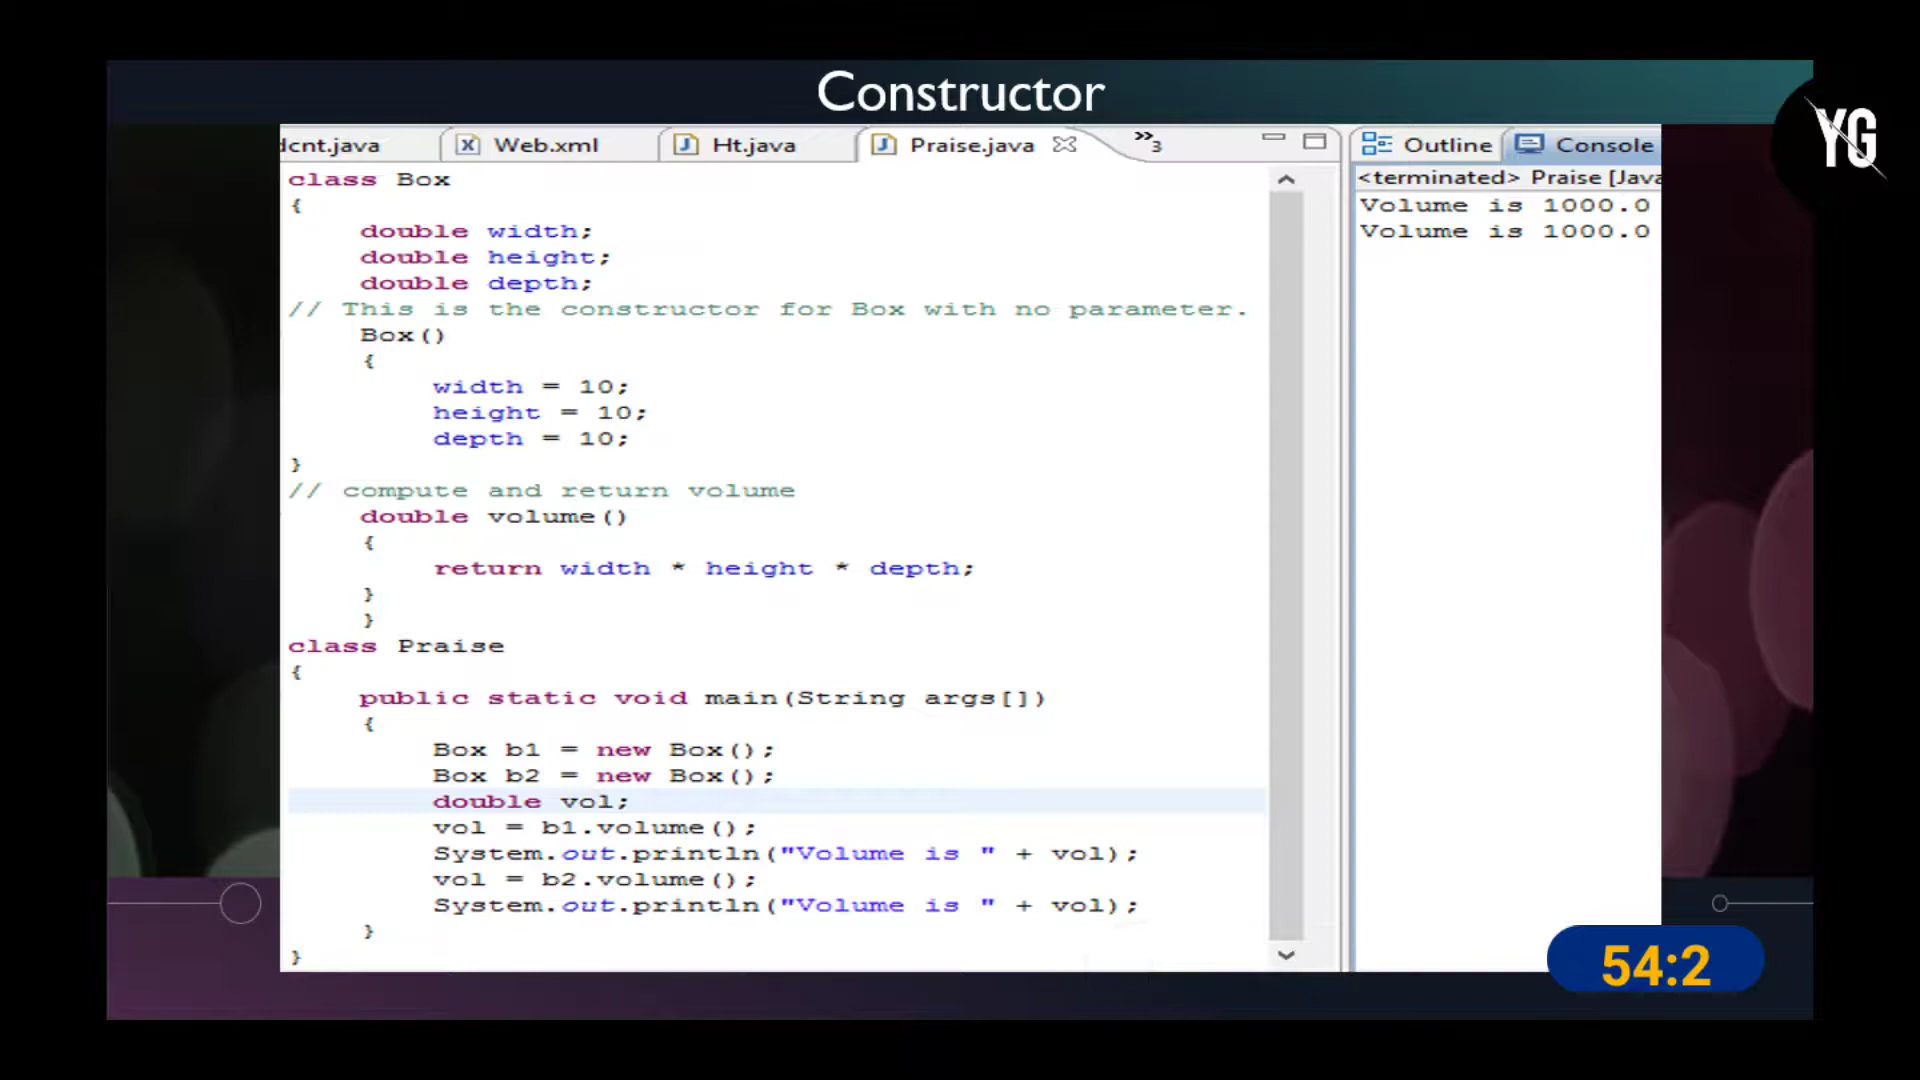 Constructor
YG
dcnt.java Web.xml Ht.java Praise.java »3 Outline Console
<terminated> Praise [Java
Volume is 1000.0
Volume is 1000.0
class Box
{
double width;
double height;
double depth;
// This is the constructor for Box with no parameter.
Box()
{
width = 10;
height = 10;
depth = 10;
}
// compute and return volume
double volume()
{
return width * height * depth;
}
}
class Praise
{
public static void main(String args[])
{
Box b1 = new Box();
Box b2 = new Box();
double vol;
vol = b1.volume();
System.out.println("Volume is " + vol);
vol = b2.volume();
System.out.println("Volume is " + vol);
}
}
54:2